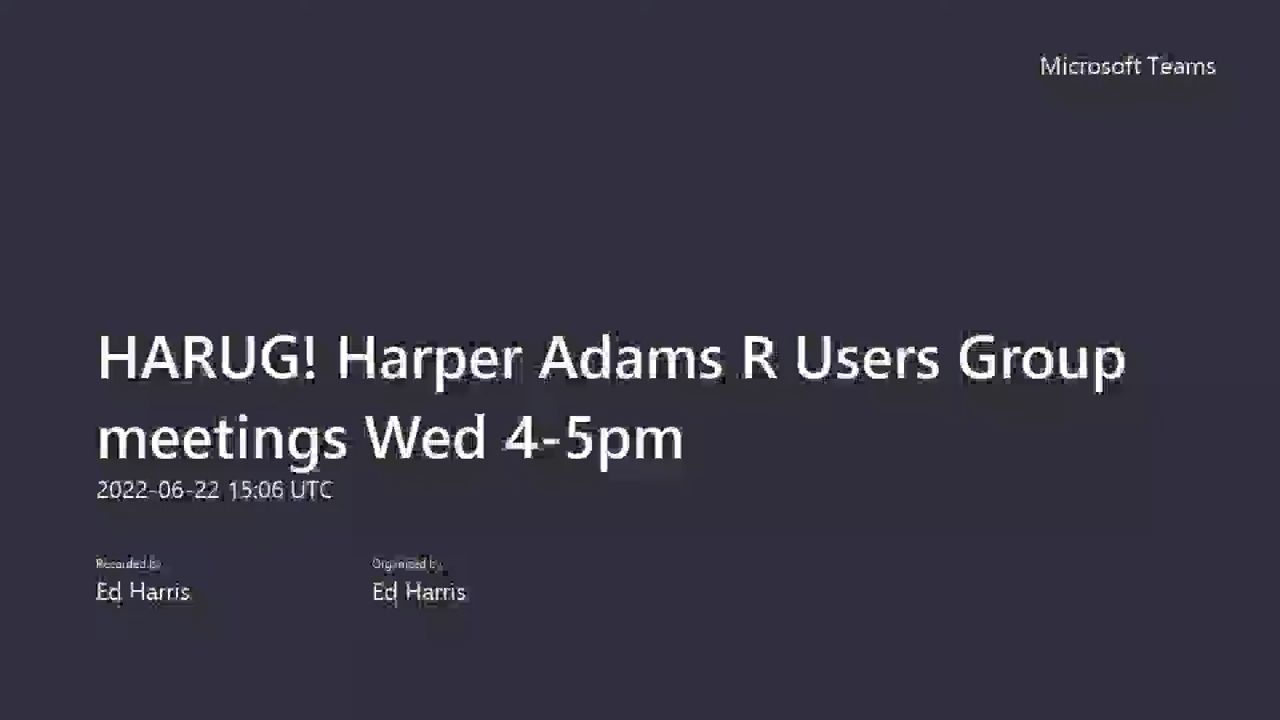 Microsoft Teams
HARUG! Harper Adams R Users Group
meetings Wed 4-5pm
2022-06-22 15:06 UTC
Recorded by
Organized by
Ed Harris
Ed Harris